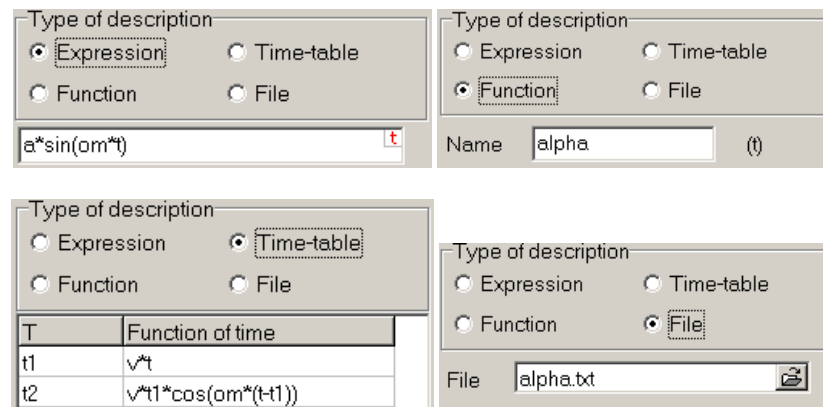 Type of description
Expression Time-table
Function File
a*sin(om*t) t
Type of description
Expression Time-table
Function File
Name alpha (t)
Type of description
Expression Time-table
Function File
T Function of time
t1 v*t
t2 v*t1*cos(om*(t-t1))
Type of description
Expression Time-table
Function File
File alpha.txt